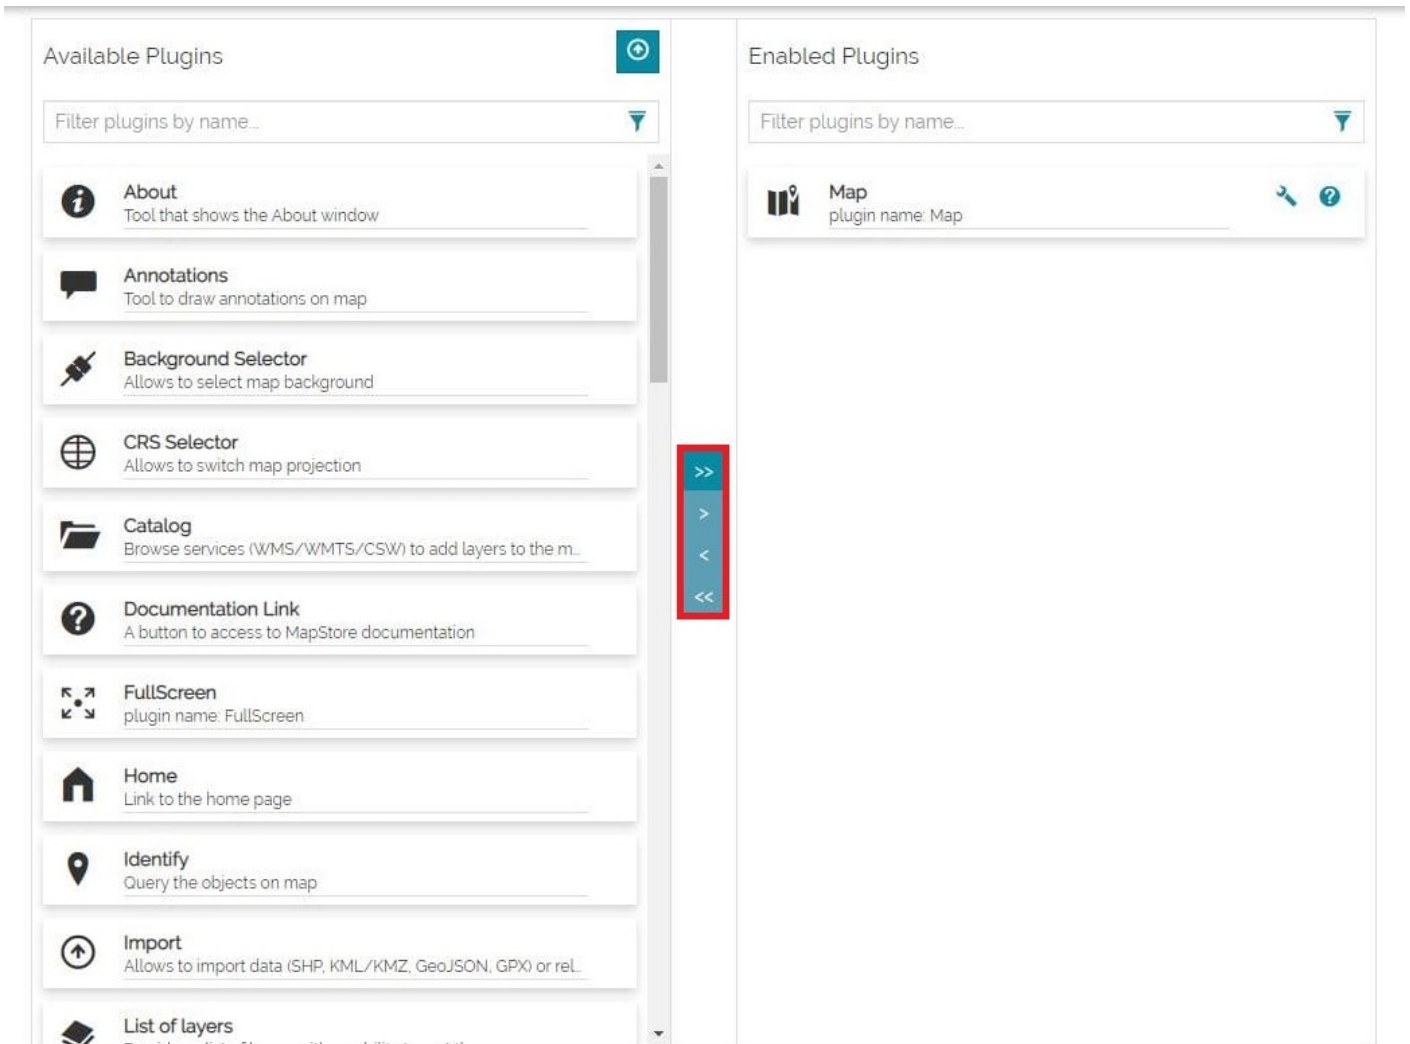 Available Plugins
Filter plugins by name...
About
Tool that shows the About window
Annotations
Tool to draw annotations on map
Background Selector
Allows to select map background
CRS Selector
Allows to switch map projection
Catalog
Browse services (WMS/WMTS/CSW) to add layers to the m...
Documentation Link
A button to access to MapStore documentation
FullScreen
plugin name: FullScreen
Home
Link to the home page
Identify
Query the objects on map
Import
Allows to import data (SHP, KML/KMZ, GeoJSON, GPX) or rel...
List of layers
>>
>
<
<<
Enabled Plugins
Filter plugins by name...
Map
plugin name: Map